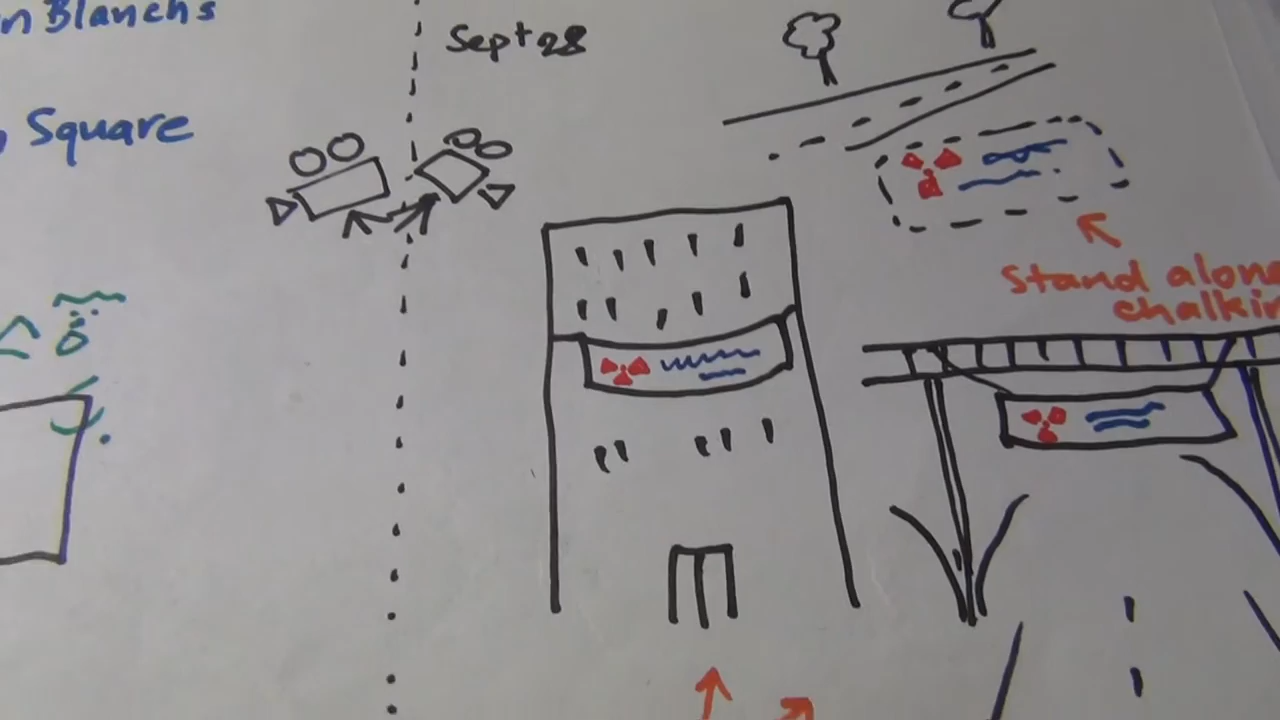 n Blanchs
Sept 28
Square
Stand alone
chalkin